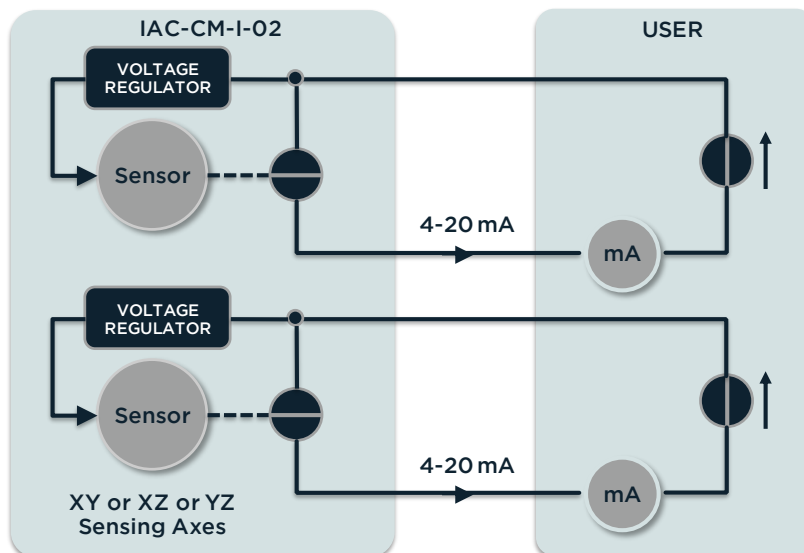 IAC-CM-I-02
USER
VOLTAGE
REGULATOR
Sensor
4-20 mA
mA
VOLTAGE
REGULATOR
Sensor
4-20 mA
mA
XY or XZ or YZ
Sensing Axes